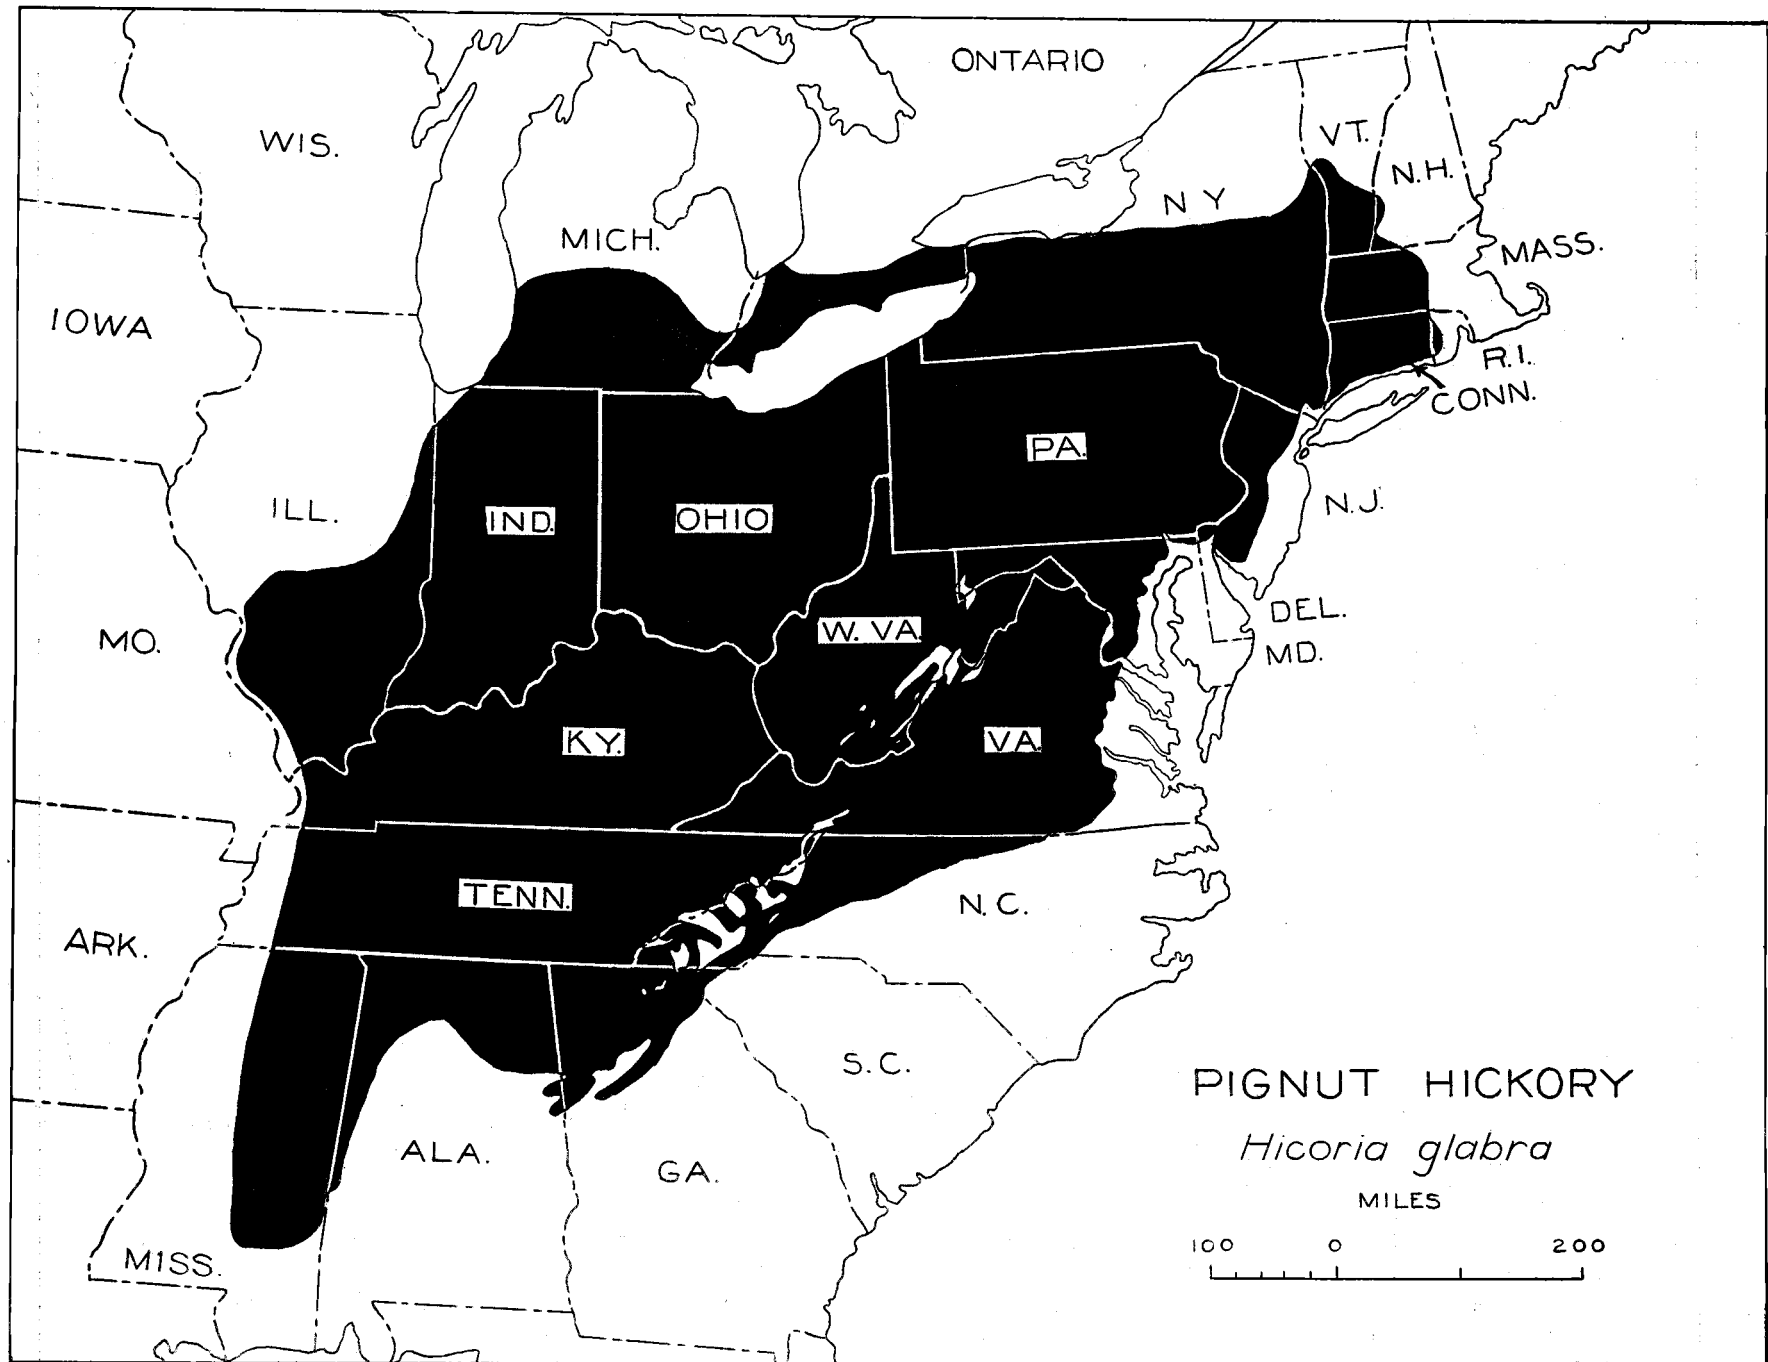 ONTARIO
WIS.
VT.
N.H.
N Y
MICH.
MASS.
IOWA
R.I.
CONN.
PA.
ILL.
IND.
OHIO
N.J.
DEL.
MO.
W. VA.
MD.
KY.
VA.
TENN.
N. C.
ARK.
S.C.
PIGNUT HICKORY
Hicoria glabra
ALA.
GA.
MILES
MISS.
100 0 200